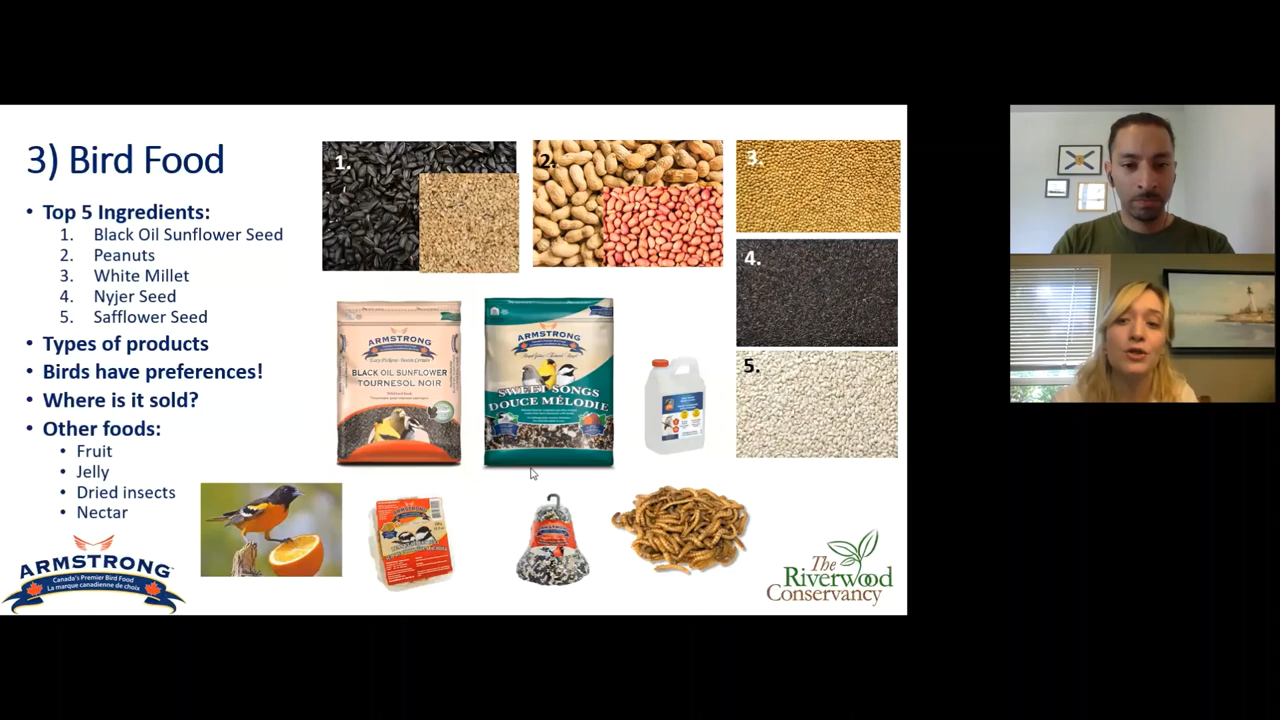 3) Bird Food
• Top 5 Ingredients:
1. Black Oil Sunflower Seed
2. Peanuts
3. White Millet
4. Nyjer Seed
5. Safflower Seed
• Types of products
• Birds have preferences!
• Where is it sold?
• Other foods:
• Fruit
• Jelly
• Dried insects
• Nectar
1.
2.
3.
4.
5.
ARMSTRONG
BLACK OIL SUNFLOWER
TOURNESOL NOIR
ARMSTRONG
SWEET SONGS
DOUCE MÉLODIE
ARMSTRONG
Canada's Premier Bird Food
La marque canadienne de choix
The
Riverwood
Conservancy